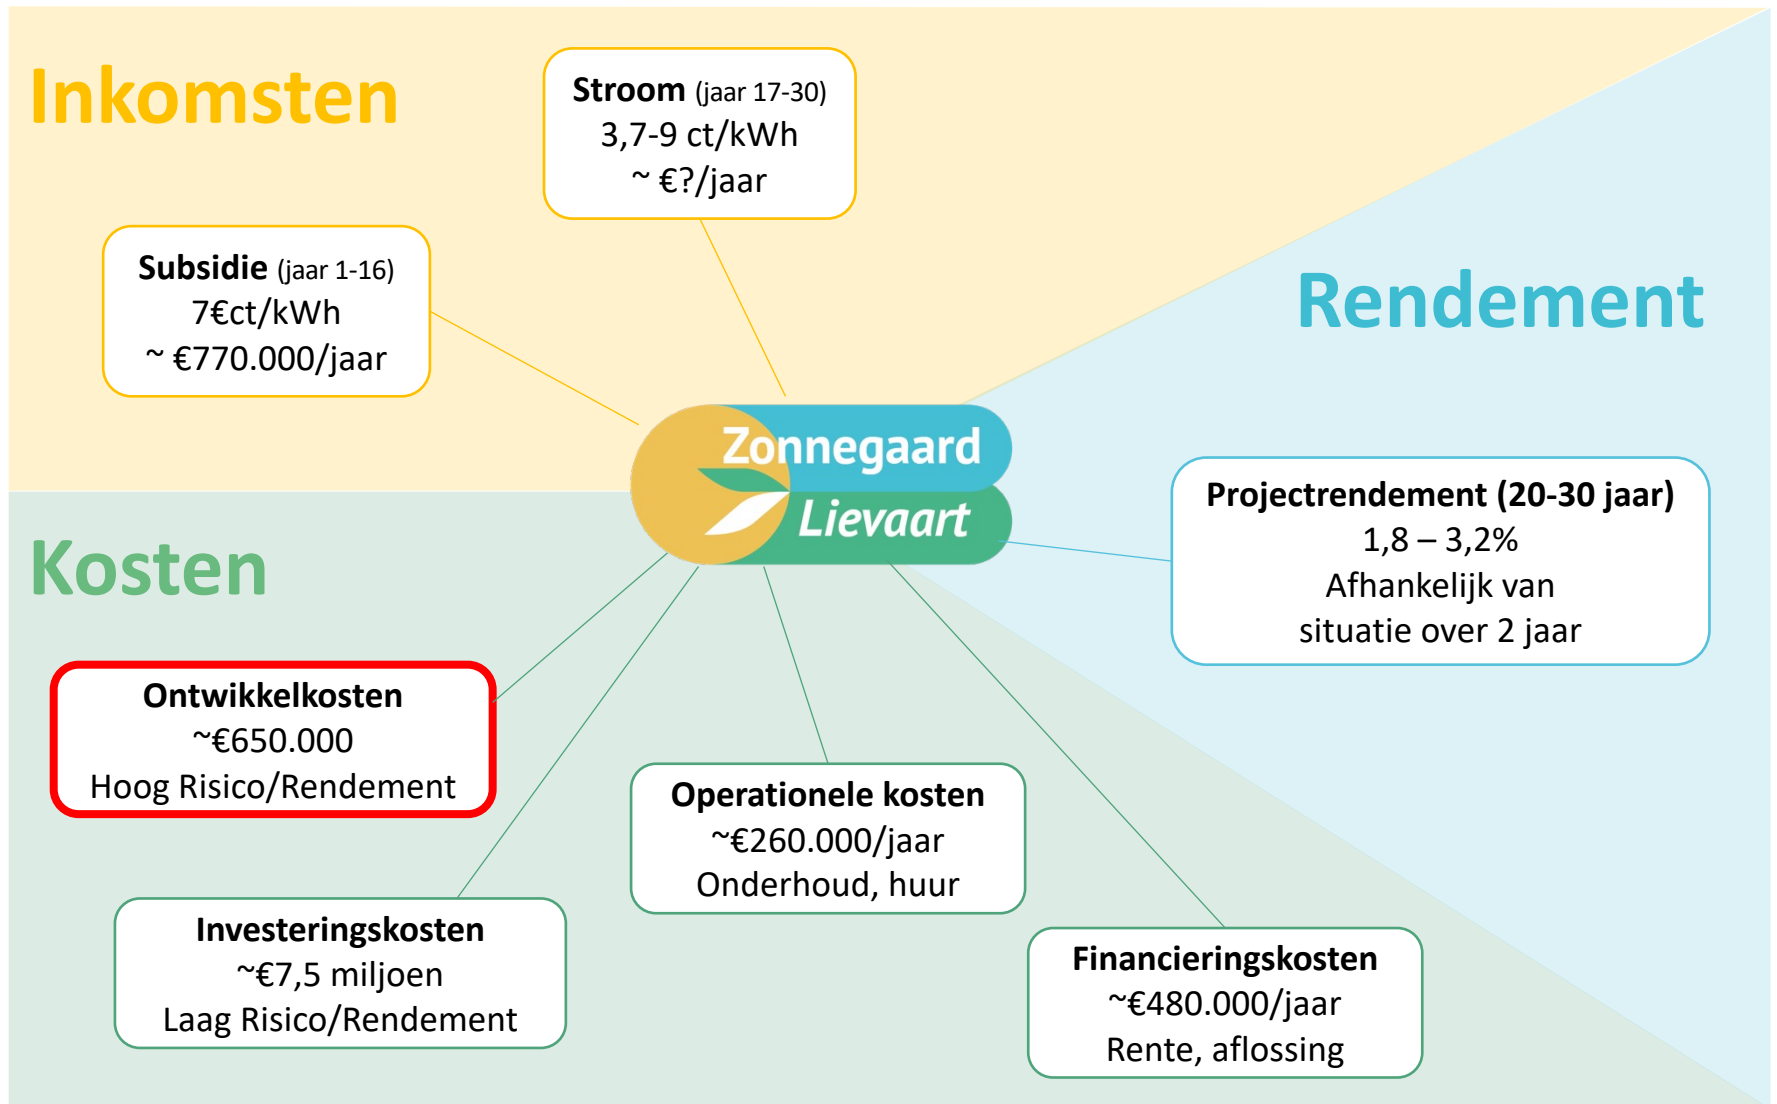 Inkomsten
Stroom (jaar 17-30)
3,7-9 ct/kWh
~ €?/jaar
Subsidie (jaar 1-16)
7€ct/kWh
~ €770.000/jaar
Rendement
Zonnegaard
Lievaart
Projectrendement (20-30 jaar)
1,8 – 3,2%
Afhankelijk van
situatie over 2 jaar
Kosten
Ontwikkelkosten
~€650.000
Hoog Risico/Rendement
Operationele kosten
~€260.000/jaar
Onderhoud, huur
Investeringskosten
~€7,5 miljoen
Laag Risico/Rendement
Financieringskosten
~€480.000/jaar
Rente, aflossing